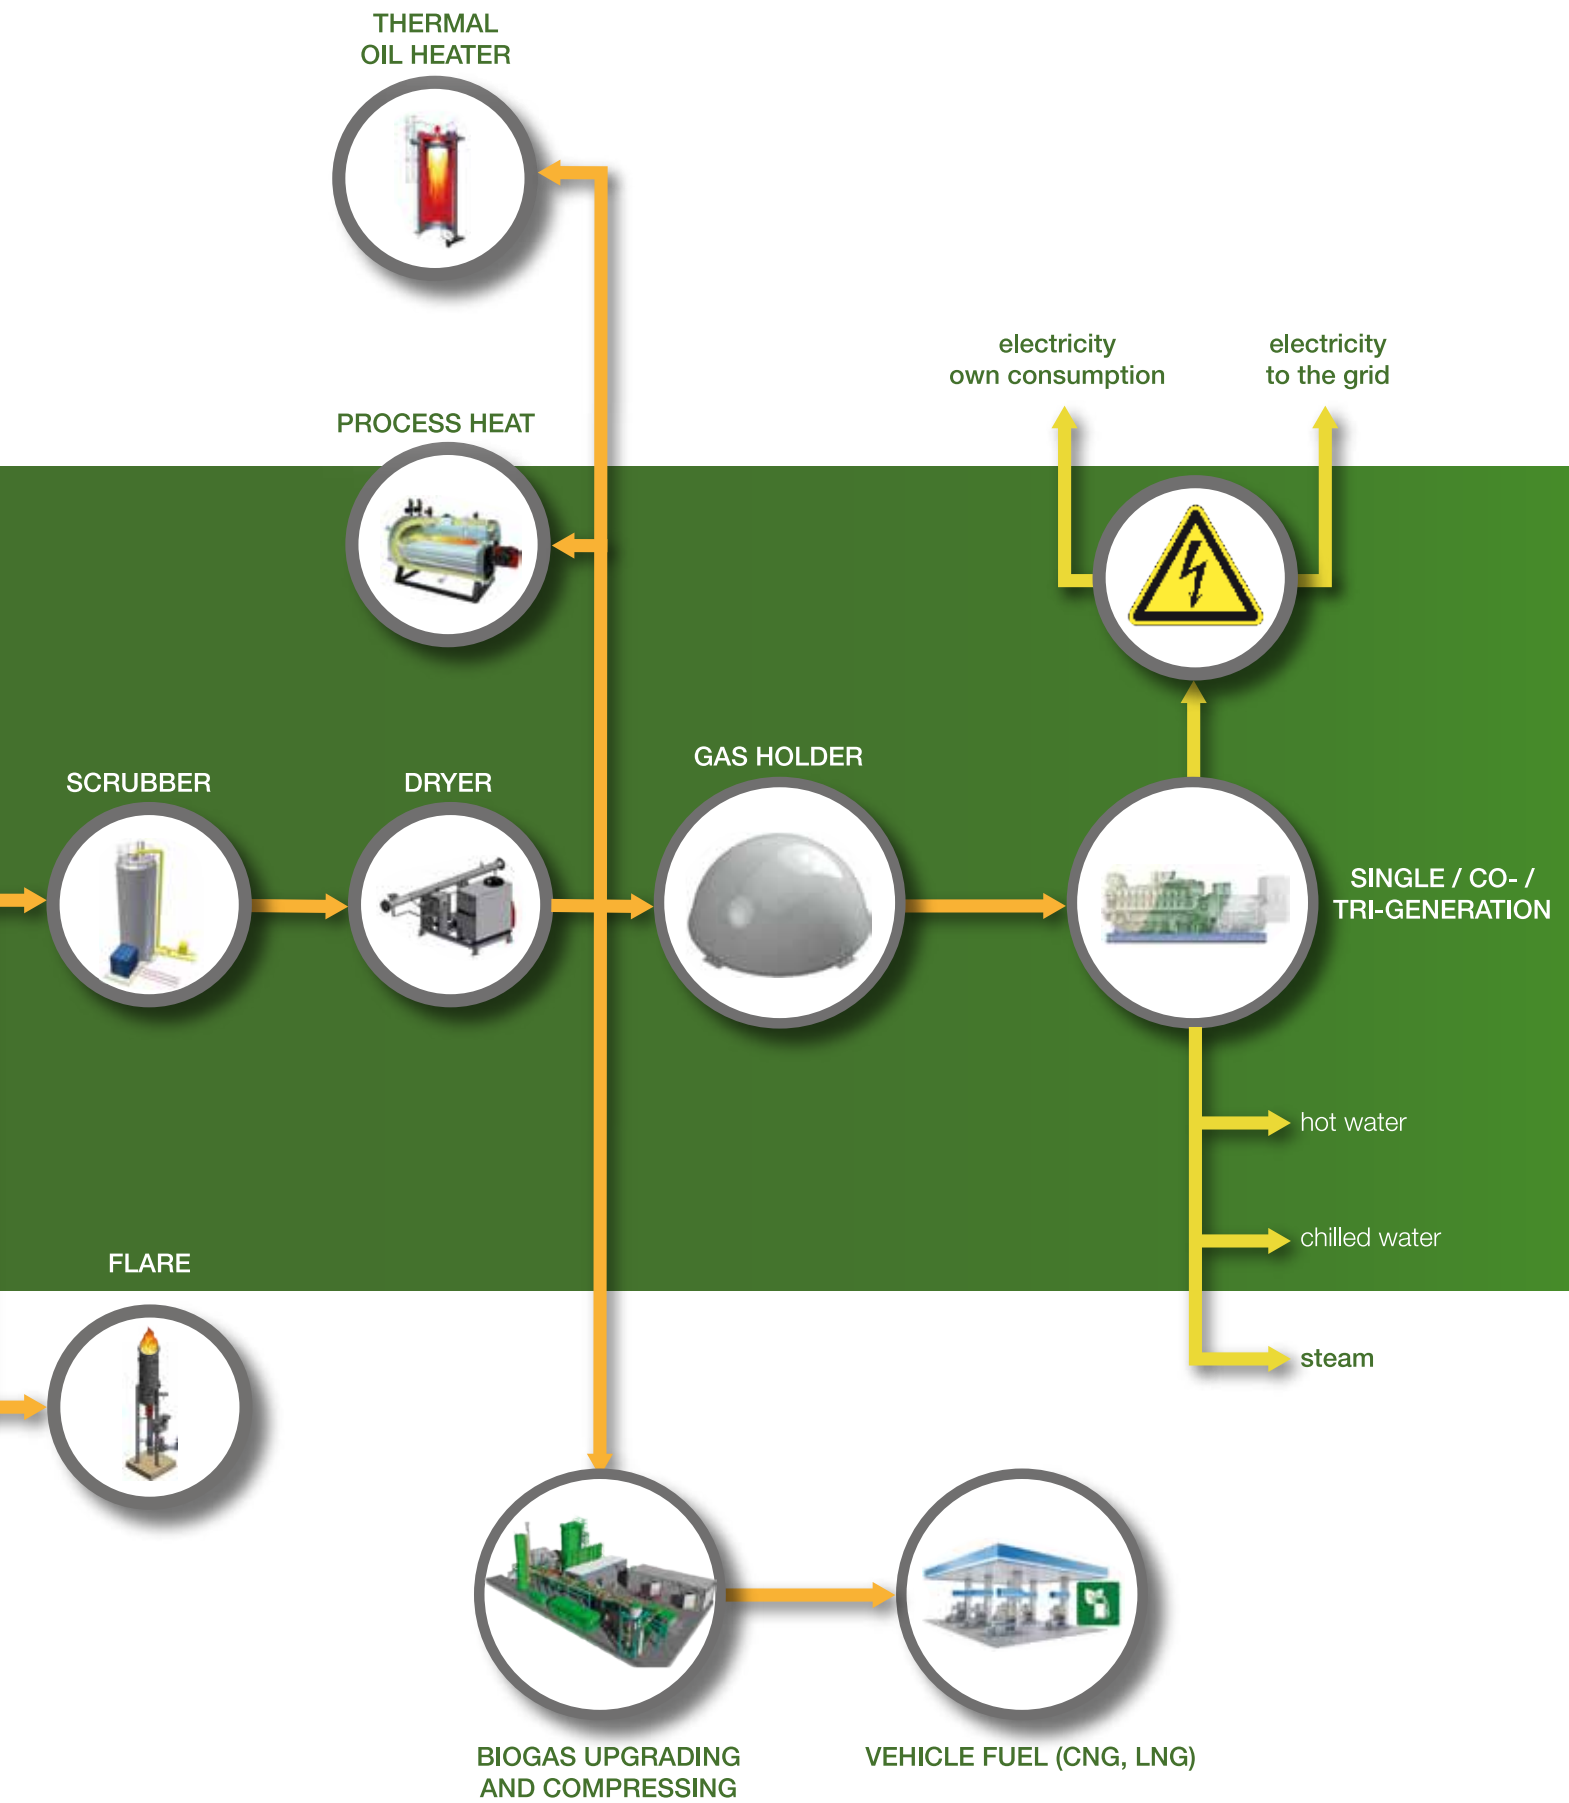 THERMAL
OIL HEATER
electricity
own consumption
electricity
to the grid
PROCESS HEAT
GAS HOLDER
SCRUBBER
DRYER
SINGLE / CO- /
TRI-GENERATION
hot water
chilled water
FLARE
steam
BIOGAS UPGRADING
AND COMPRESSING
VEHICLE FUEL (CNG, LNG)